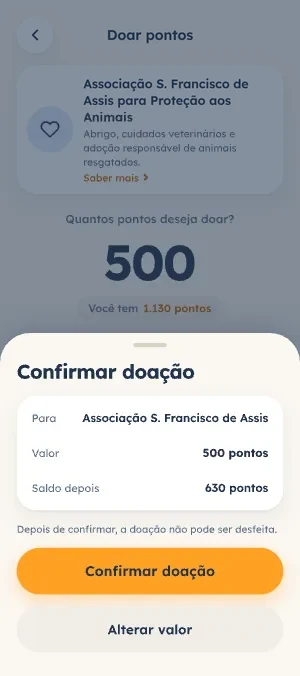 Doar pontos
Associação S. Francisco de
Assis para Proteção aos
Animais
Abrigo, cuidados veterinários e
adoção responsável de animais
resgatados.
Saber mais
Quantos pontos deseja doar?
500
Você tem 1.130 pontos
Confirmar doação
Para Associação S. Francisco de Assis
Valor 500 pontos
Saldo depois 630 pontos
Depois de confirmar, a doação não pode ser desfeita.
Confirmar doação
Alterar valor